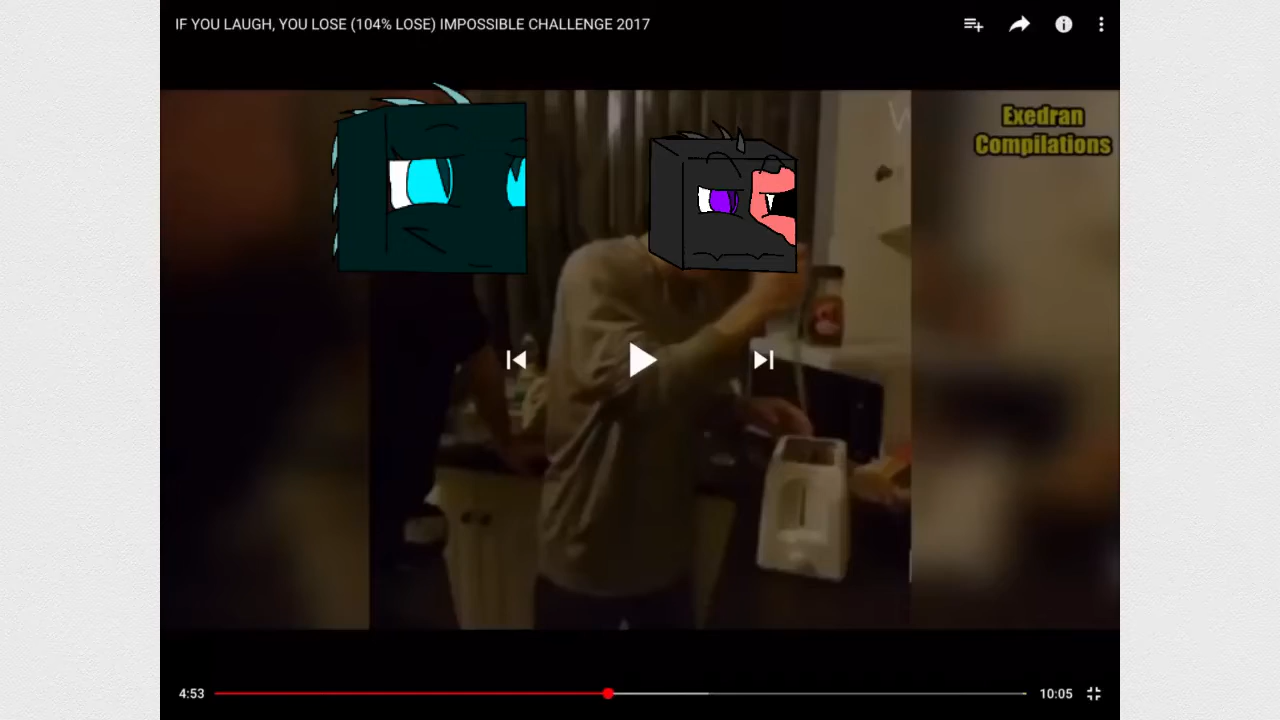 IF YOU LAUGH, YOU LOSE (104% LOSE) IMPOSSIBLE CHALLENGE 2017
Exedran
Compilations
4:53
10:05